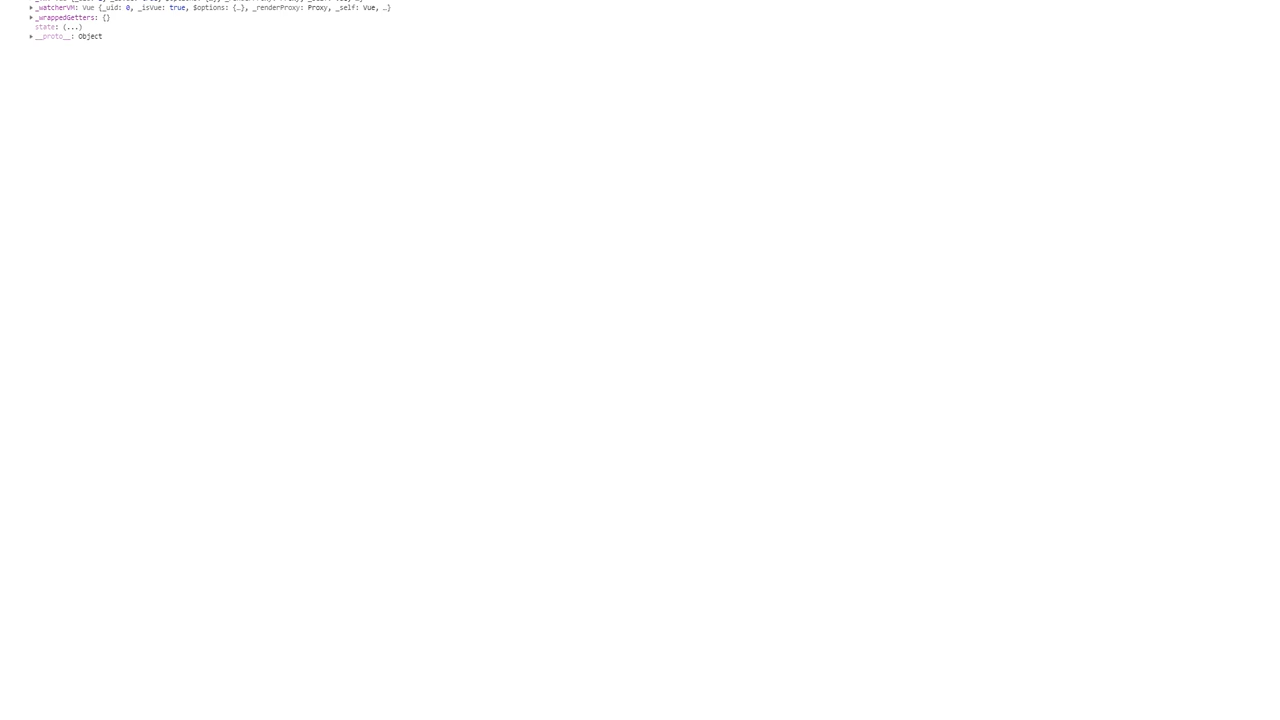 _watcherVM: Vue {_uid: 0, _isVue: true, $options: {…}, _renderProxy: Proxy, _self: Vue, …}
_wrappedGetters: {}
state: (...)
__proto__: Object